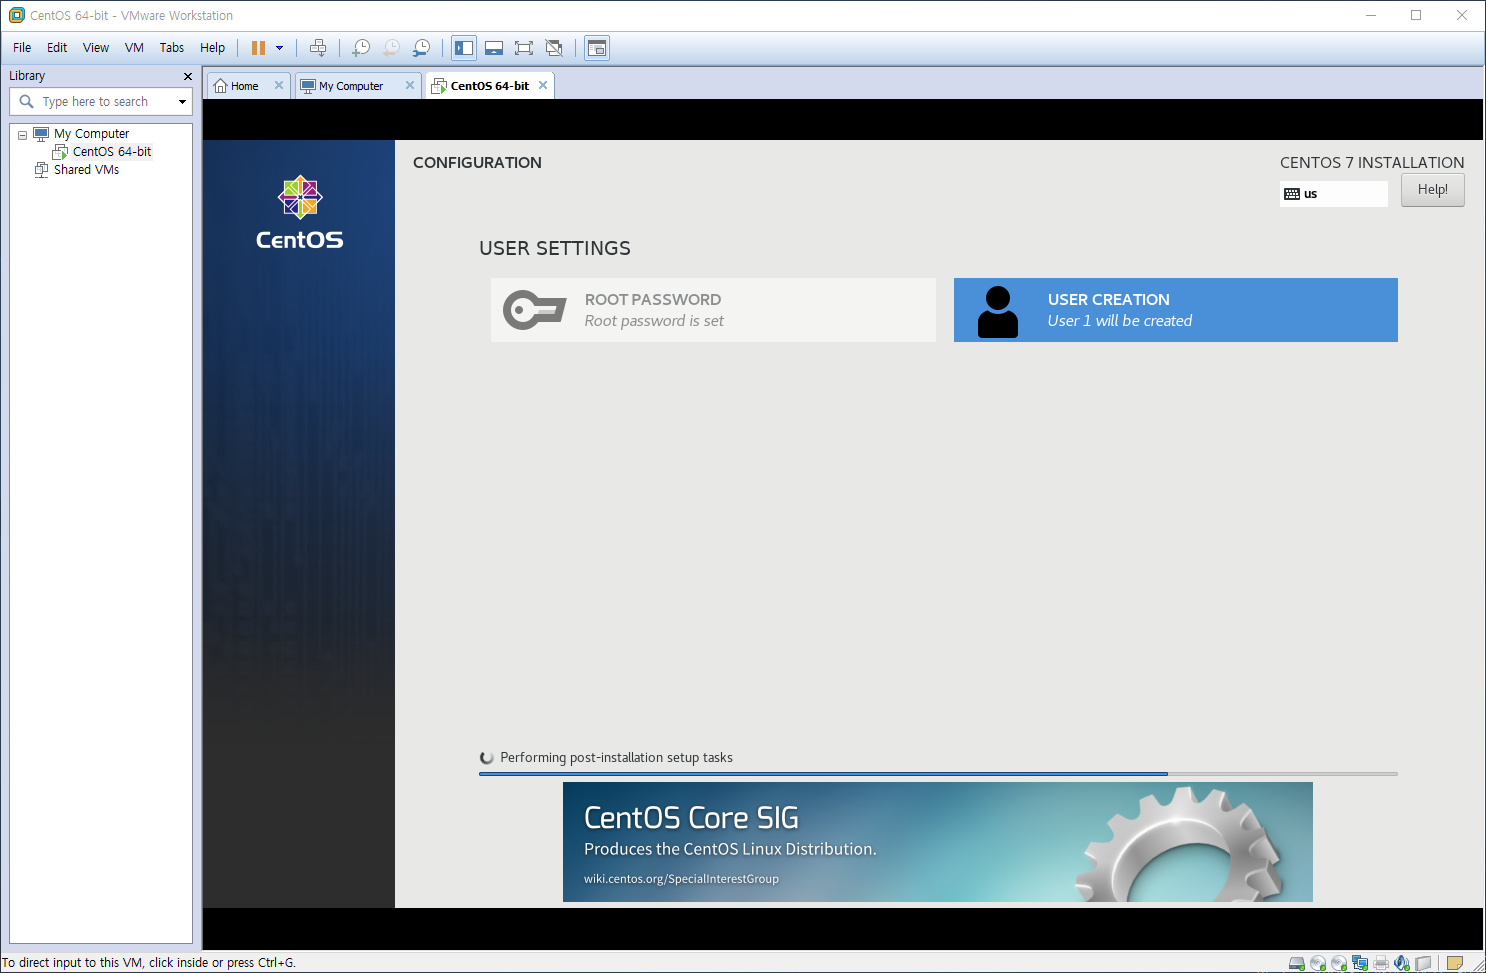 CentOS 64-bit - VMware Workstation
File Edit View VM Tabs Help
Library
Type here to search
My Computer
CentOS 64-bit
Shared VMs
Home
My Computer
CentOS 64-bit
CentOS
CONFIGURATION
CENTOS 7 INSTALLATION
us
Help!
USER SETTINGS
ROOT PASSWORD
Root password is set
USER CREATION
User 1 will be created
Performing post-installation setup tasks
CentOS Core SIG
Produces the CentOS Linux Distribution.
wiki.centos.org/SpecialInterestGroup
To direct input to this VM, click inside or press Ctrl+G.